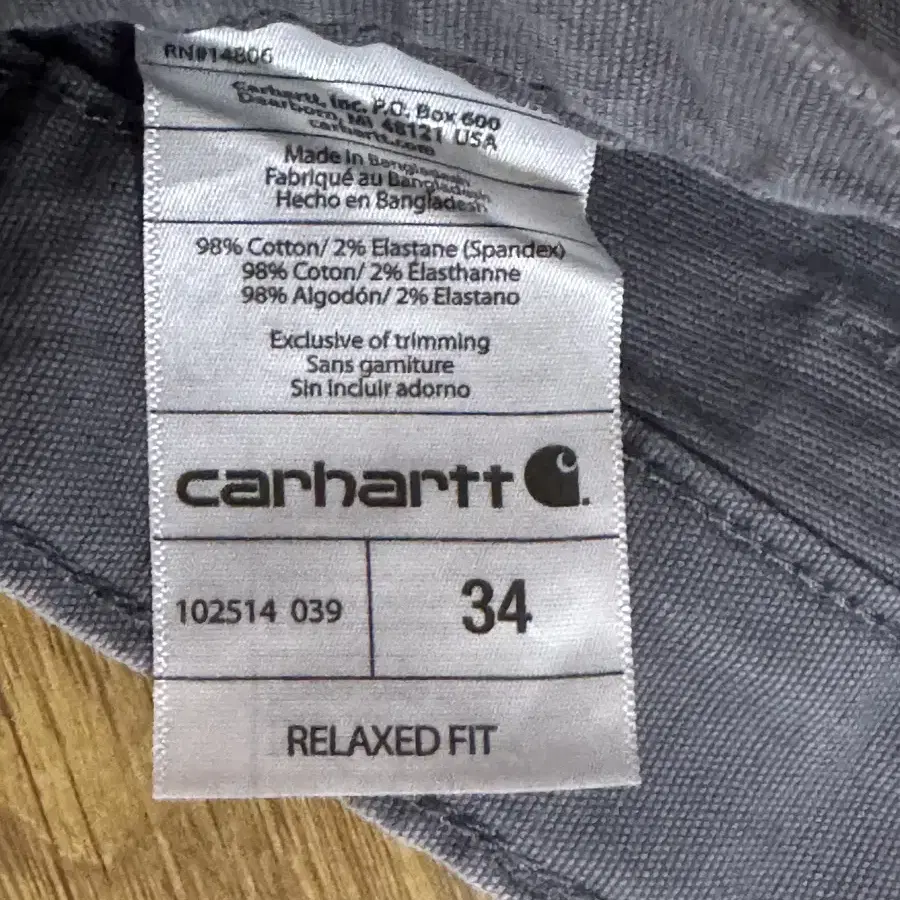 RN#14806
Carhartt, Inc. P.O. Box 600
Dearborn, MI 48121 USA
carhartt.com
Made in Bangladesh
Fabriqué au Bangladesh
Hecho en Bangladesh
98% Cotton/ 2% Elastane (Spandex)
98% Coton/ 2% Élasthanne
98% Algodón/ 2% Elastano
Exclusive of trimming
Sans garniture
Sin incluir adorno
carhartt
102514 039
34
RELAXED FIT